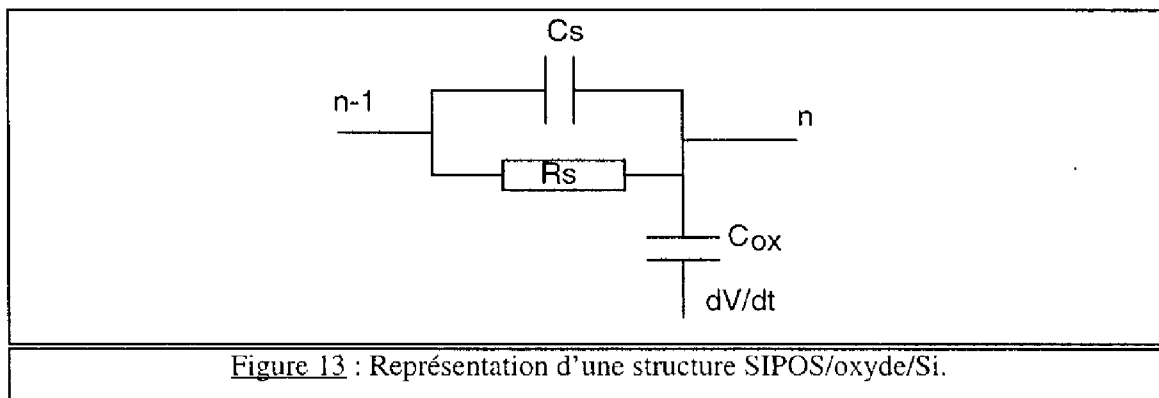 Cs
n-1
n
Rs
Cox
dV/dt
Figure 13 : Représentation d'une structure SIPOS/oxyde/Si.